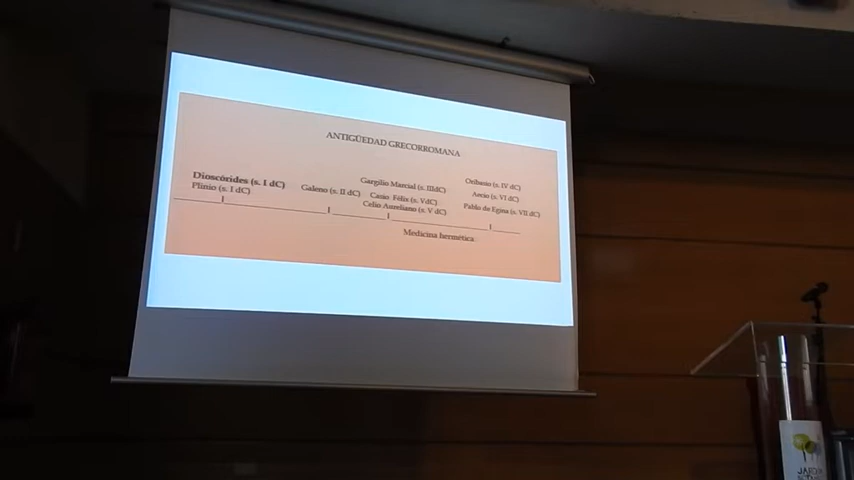 ANTIGÜEDAD GRECORROMANA
Dioscórides (s. I dC)
Plinio (s. I dC)
Galeno (s. II dC)
Gargilio Marcial (s. IIIdC)
Casio Félix (s. VdC)
Celio Aureliano (s. V dC)
Oribasio (s. IV dC)
Aecio (s. VI dC)
Pablo de Egina (s. VII dC)
Medicina hermética